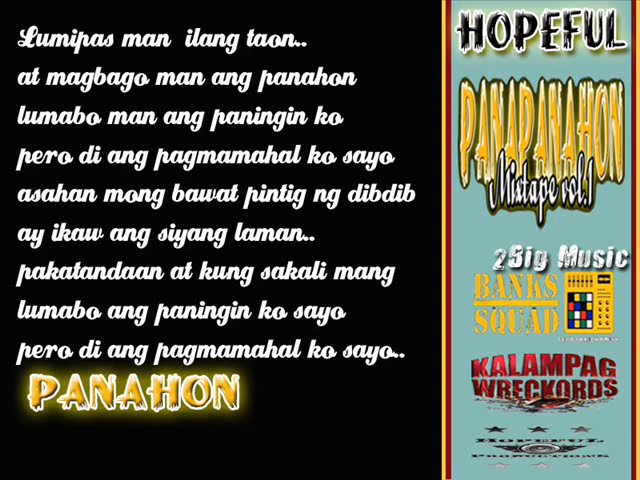 Lumipas man ilang taon..
at magbago man ang panahon
lumabo man ang paningin ko
pero di ang pagmamahal ko sayo
asahan mong bawat pintig ng dibdib
ay ikaw ang siyang laman..
pakatandaan at kung sakali mang
lumabo ang paningin ko sayo
pero di ang pagmamahal ko sayo..
PANAHON
HOPEFUL
PANAPANAHON
Mixtape vol.1
2Sig Music
BANKS
SQUAD
KALAMPAG
WRECKORDS
HOPEFUL
PRODUCTIONS